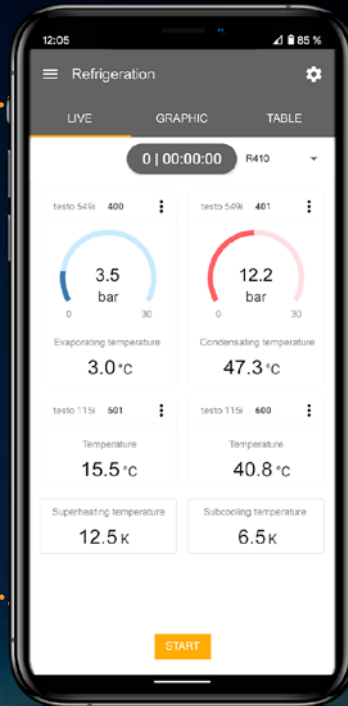 12:05 85 %
Refrigeration
LIVE GRAPHIC TABLE
0 | 00:00:00 R410
testo 549i 400 testo 549i 401
3.5 12.2
bar bar
0 30 0 30
Evaporating temperature Condensating temperature
3.0 °C 47.3 °C
testo 115i 501 testo 115i 600
Temperature Temperature
15.5 °C 40.8 °C
Superheating temperature Subcooling temperature
12.5 K 6.5 K
START